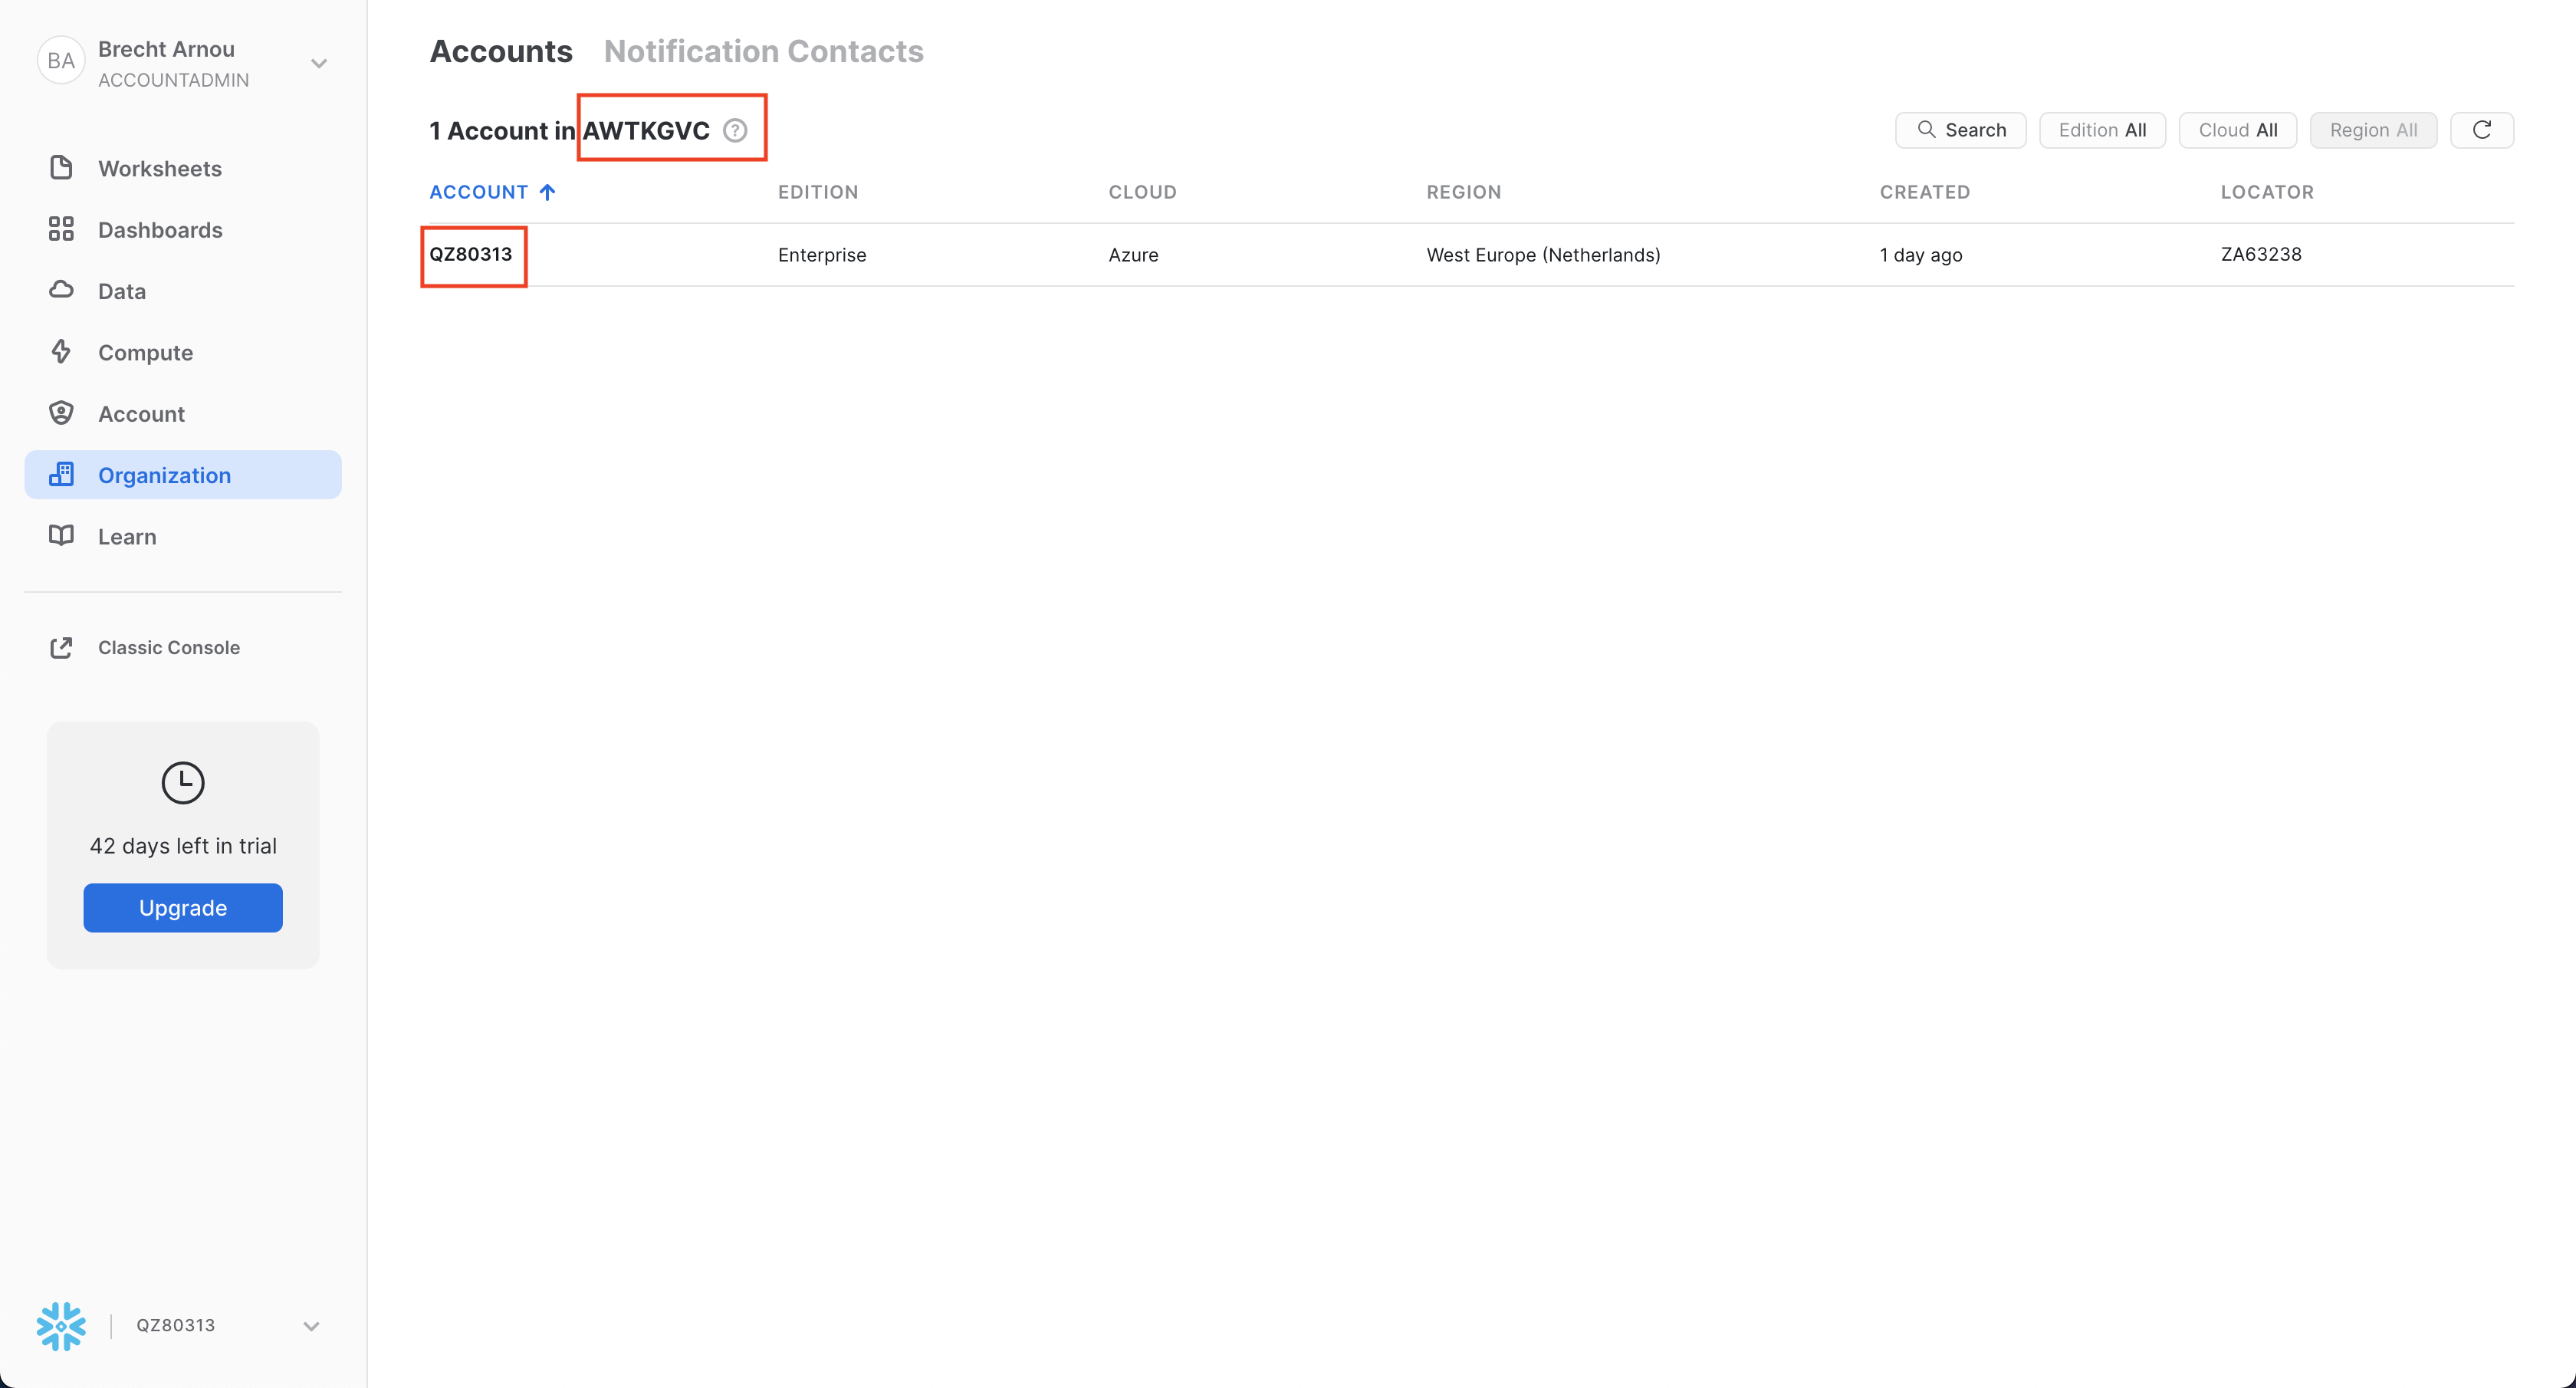 BA
Brecht Arnou
ACCOUNTADMIN
Worksheets
Dashboards
Data
Compute
Account
Organization
Learn
Classic Console
42 days left in trial
Upgrade
QZ80313
Accounts Notification Contacts
1 Account in AWTKGVC ?
Search Edition All Cloud All Region All
ACCOUNT EDITION CLOUD REGION CREATED LOCATOR
QZ80313 Enterprise Azure West Europe (Netherlands) 1 day ago ZA63238